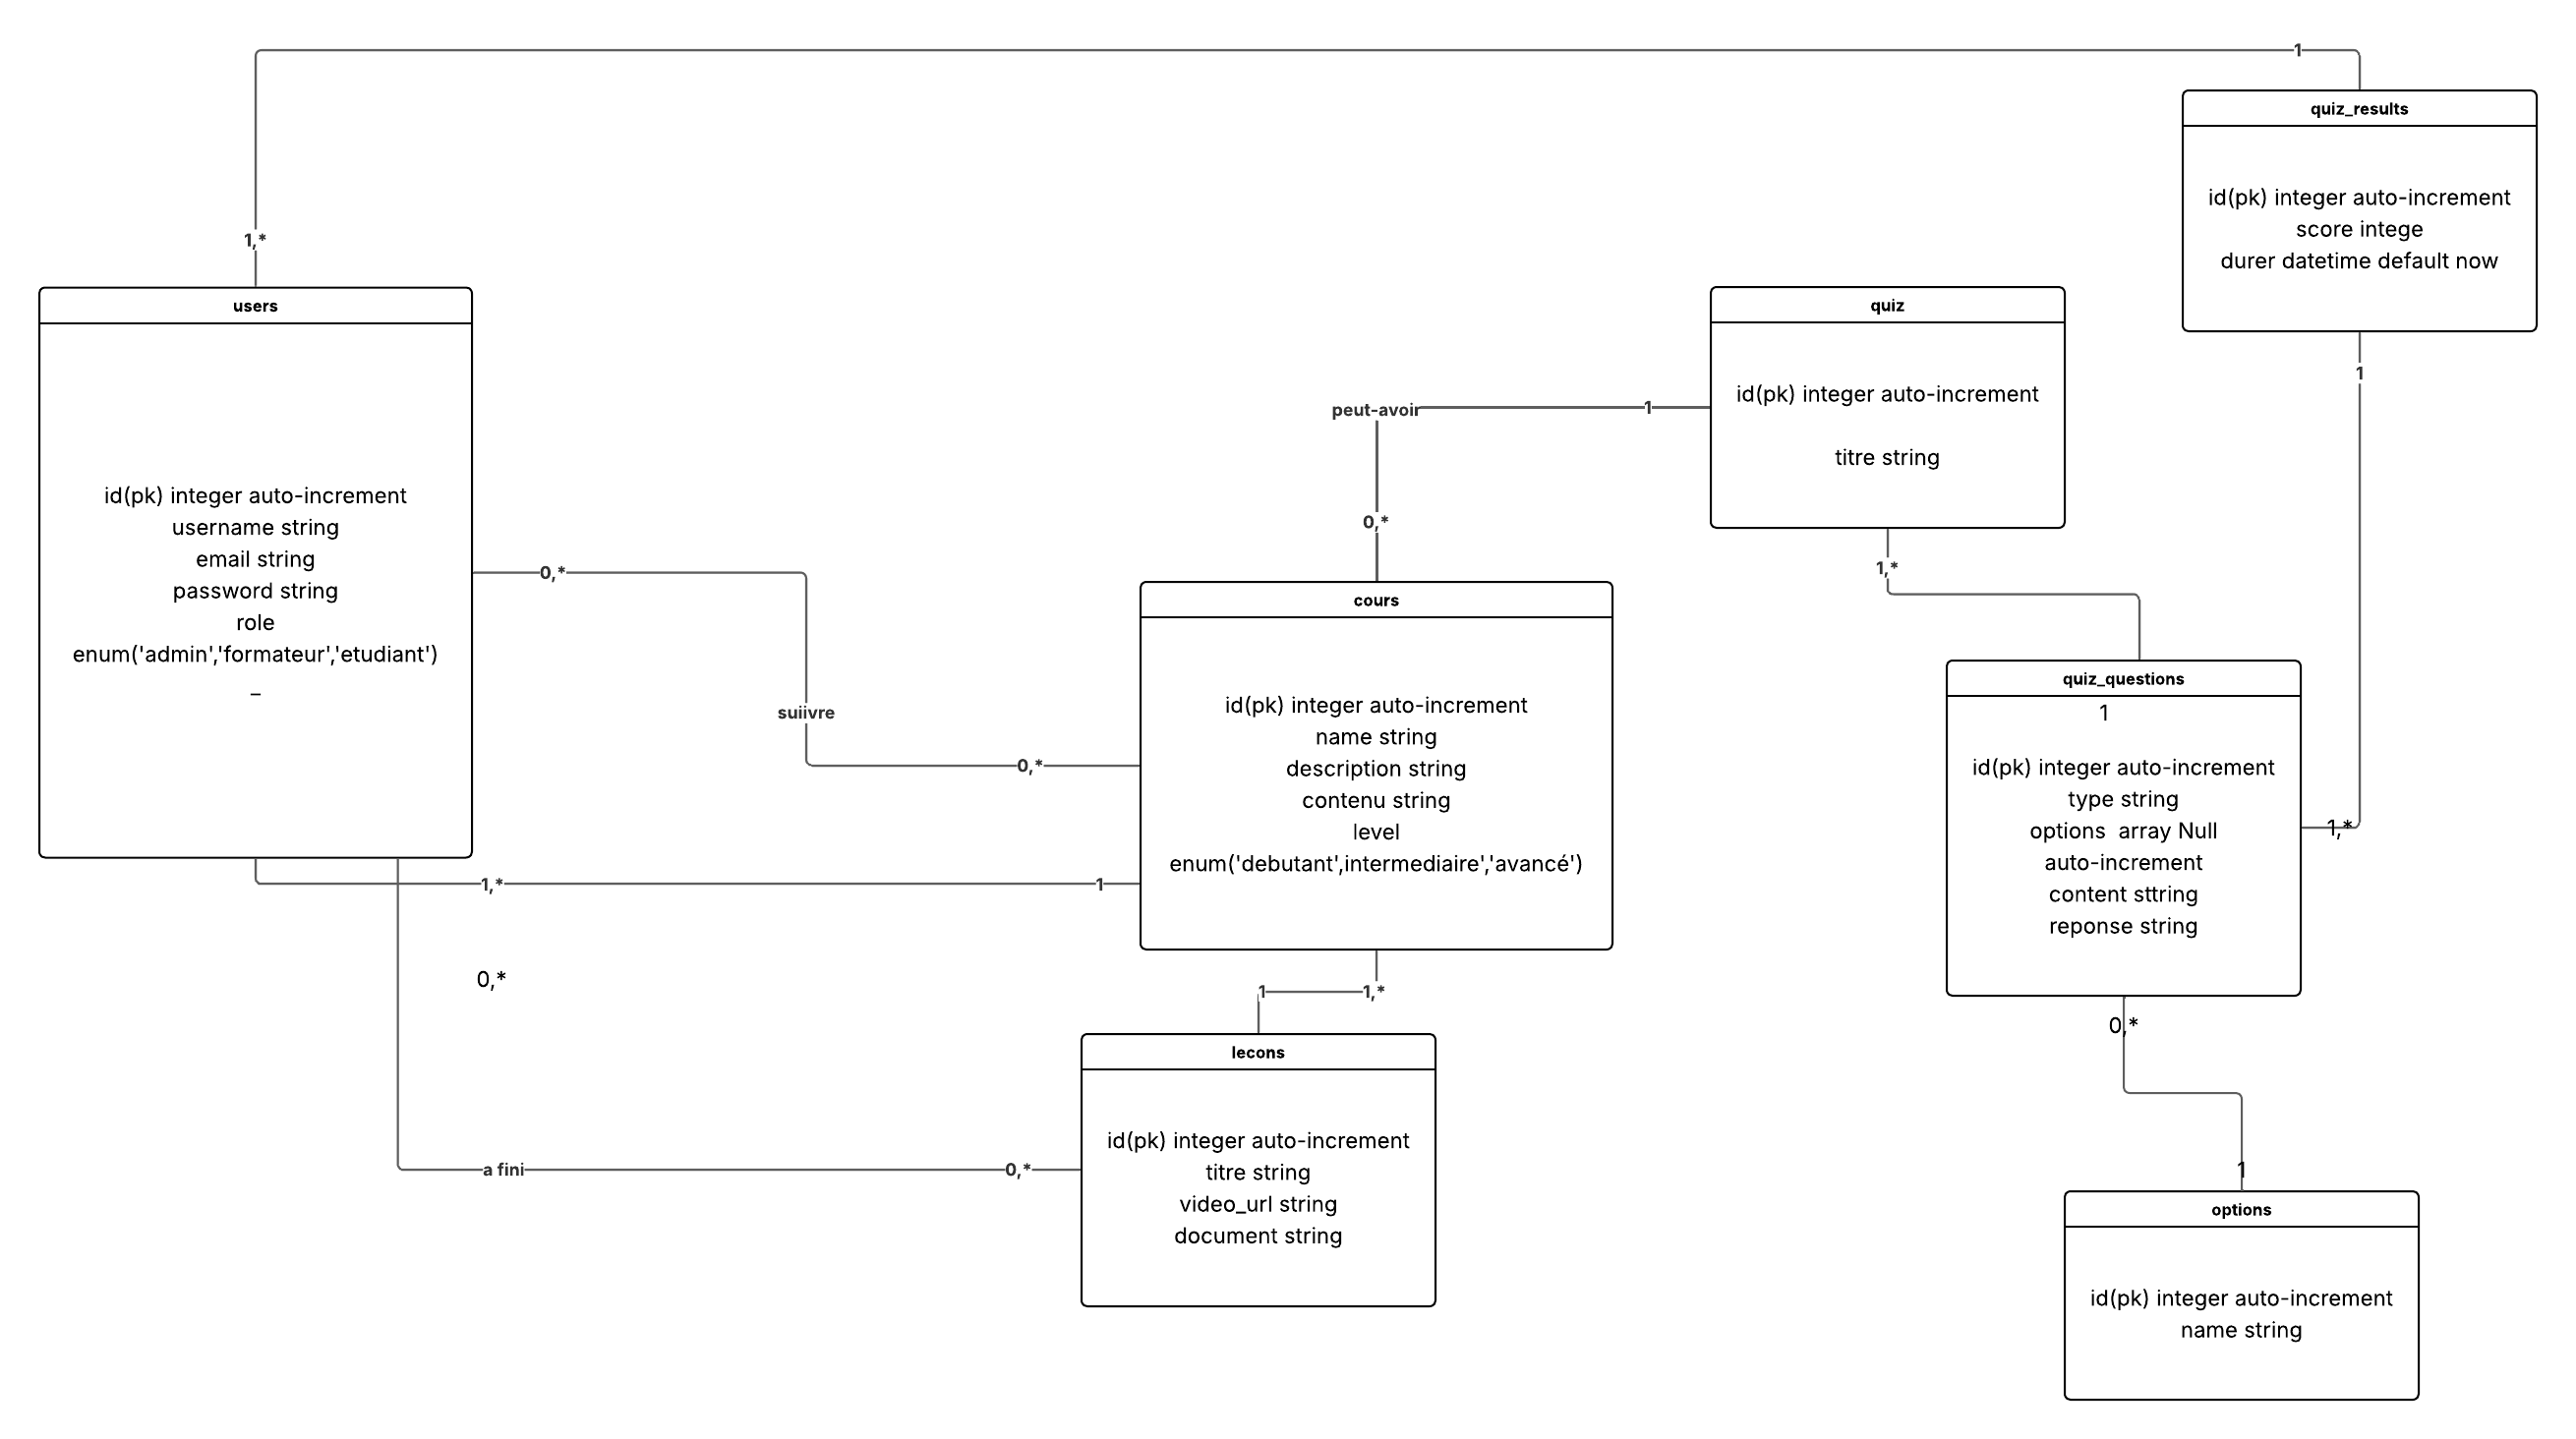 1
quiz_results
id(pk) integer auto-increment
score intege
durer datetime default now
1
1,*
users
id(pk) integer auto-increment
username string
email string
password string
role
enum('admin','formateur','etudiant')
_
quiz
id(pk) integer auto-increment
titre string
peut-avoir
1
0,*
1,*
0,*
suiivre
0,*
cours
id(pk) integer auto-increment
name string
description string
contenu string
level
enum('debutant',intermediaire','avancé')
quiz_questions
1
id(pk) integer auto-increment
type string
options  array Null
auto-increment
content sttring
reponse string
1,*
1,*
1
0,*
1
1,*
0,*
lecons
id(pk) integer auto-increment
titre string
video_url string
document string
a fini
0,*
1
options
id(pk) integer auto-increment
name string